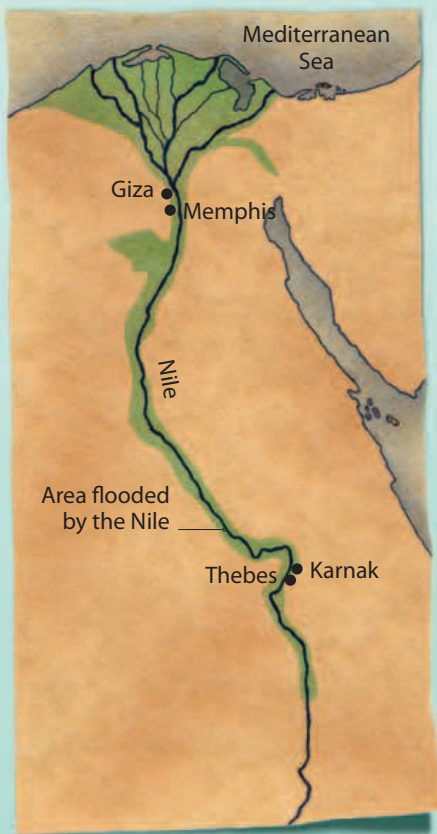 Mediterranean
Sea
Giza
Memphis
Nile
Area flooded
by the Nile
Thebes
Karnak